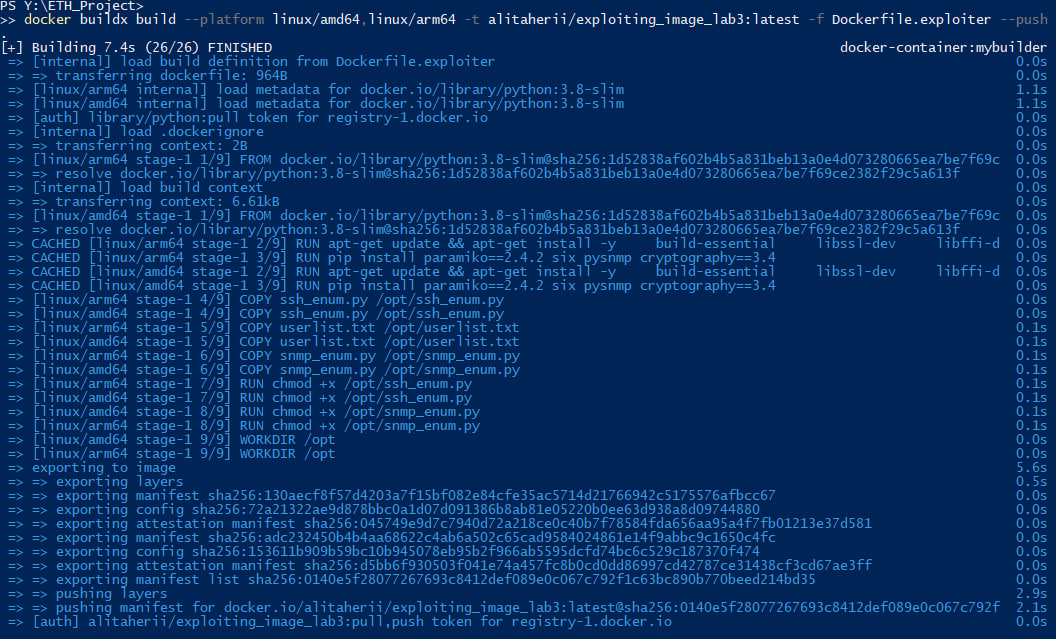 PS Y:\ETH_Project>
>> docker buildx build --platform linux/amd64,linux/arm64 -t alitaherii/exploiting_image_lab3:latest -f Dockerfile.exploiter --push
.
[+] Building 7.4s (26/26) FINISHED docker-container:mybuilder
=> [internal] load build definition from Dockerfile.exploiter 0.0s
=> => transferring dockerfile: 964B 0.0s
=> [linux/arm64 internal] load metadata for docker.io/library/python:3.8-slim 1.1s
=> [linux/amd64 internal] load metadata for docker.io/library/python:3.8-slim 1.1s
=> [auth] library/python:pull token for registry-1.docker.io 0.0s
=> [internal] load .dockerignore 0.0s
=> => transferring context: 2B 0.0s
=> [linux/arm64 stage-1 1/9] FROM docker.io/library/python:3.8-slim@sha256:1d52838af602b4b5a831beb13a0e4d073280665ea7be7f69c 0.0s
=> => resolve docker.io/library/python:3.8-slim@sha256:1d52838af602b4b5a831beb13a0e4d073280665ea7be7f69ce2382f29c5a613f 0.0s
=> [internal] load build context 0.0s
=> => transferring context: 6.61kB 0.0s
=> [linux/amd64 stage-1 1/9] FROM docker.io/library/python:3.8-slim@sha256:1d52838af602b4b5a831beb13a0e4d073280665ea7be7f69c 0.0s
=> => resolve docker.io/library/python:3.8-slim@sha256:1d52838af602b4b5a831beb13a0e4d073280665ea7be7f69ce2382f29c5a613f 0.0s
=> CACHED [linux/arm64 stage-1 2/9] RUN apt-get update && apt-get install -y build-essential libssl-dev libffi-d 0.0s
=> CACHED [linux/arm64 stage-1 3/9] RUN pip install paramiko==2.4.2 six pysnmp cryptography==3.4 0.0s
=> CACHED [linux/amd64 stage-1 2/9] RUN apt-get update && apt-get install -y build-essential libssl-dev libffi-d 0.0s
=> CACHED [linux/amd64 stage-1 3/9] RUN pip install paramiko==2.4.2 six pysnmp cryptography==3.4 0.0s
=> [linux/arm64 stage-1 4/9] COPY ssh_enum.py /opt/ssh_enum.py 0.0s
=> [linux/amd64 stage-1 4/9] COPY ssh_enum.py /opt/ssh_enum.py 0.0s
=> [linux/arm64 stage-1 5/9] COPY userlist.txt /opt/userlist.txt 0.1s
=> [linux/amd64 stage-1 5/9] COPY userlist.txt /opt/userlist.txt 0.1s
=> [linux/arm64 stage-1 6/9] COPY snmp_enum.py /opt/snmp_enum.py 0.1s
=> [linux/amd64 stage-1 6/9] COPY snmp_enum.py /opt/snmp_enum.py 0.1s
=> [linux/arm64 stage-1 7/9] RUN chmod +x /opt/ssh_enum.py 0.1s
=> [linux/amd64 stage-1 7/9] RUN chmod +x /opt/ssh_enum.py 0.1s
=> [linux/arm64 stage-1 8/9] RUN chmod +x /opt/snmp_enum.py 0.1s
=> [linux/amd64 stage-1 8/9] RUN chmod +x /opt/snmp_enum.py 0.1s
=> [linux/amd64 stage-1 9/9] WORKDIR /opt 0.0s
=> [linux/arm64 stage-1 9/9] WORKDIR /opt 0.0s
=> exporting to image 5.6s
=> => exporting layers 0.5s
=> => exporting manifest sha256:130aecf8f57d4203a7f15bf082e84cfe35ac5714d21766942c5175576afbcc67 0.0s
=> => exporting config sha256:72a21322ae9d878bbc0a1d07d091386b8ab81e05220b0ee63d938a8d09744880 0.0s
=> => exporting attestation manifest sha256:045749e9d7c7940d72a218ce0c40b7f78584fda656aa95a4f7fb01213e37d581 0.0s
=> => exporting manifest sha256:adc232450b4b4aa68622c4ab6a502c65cad9584024861e14f9abbc9c1650c4fc 0.0s
=> => exporting config sha256:153611b909b59bc10b945078eb95b2f966ab5595dcfd74bc6c529c187370f474 0.0s
=> => exporting attestation manifest sha256:d5bb6f930503f041e74a457fc8b0cd0dd86997cd42787ce31438cf3cd67ae3ff 0.0s
=> => exporting manifest list sha256:0140e5f28077267693c8412def089e0c067c792f1c63bc890b770beed214bd35 0.0s
=> => pushing layers 2.9s
=> => pushing manifest for docker.io/alitaherii/exploiting_image_lab3:latest@sha256:0140e5f28077267693c8412def089e0c067c792f 2.1s
=> [auth] alitaherii/exploiting_image_lab3:pull,push token for registry-1.docker.io 0.0s